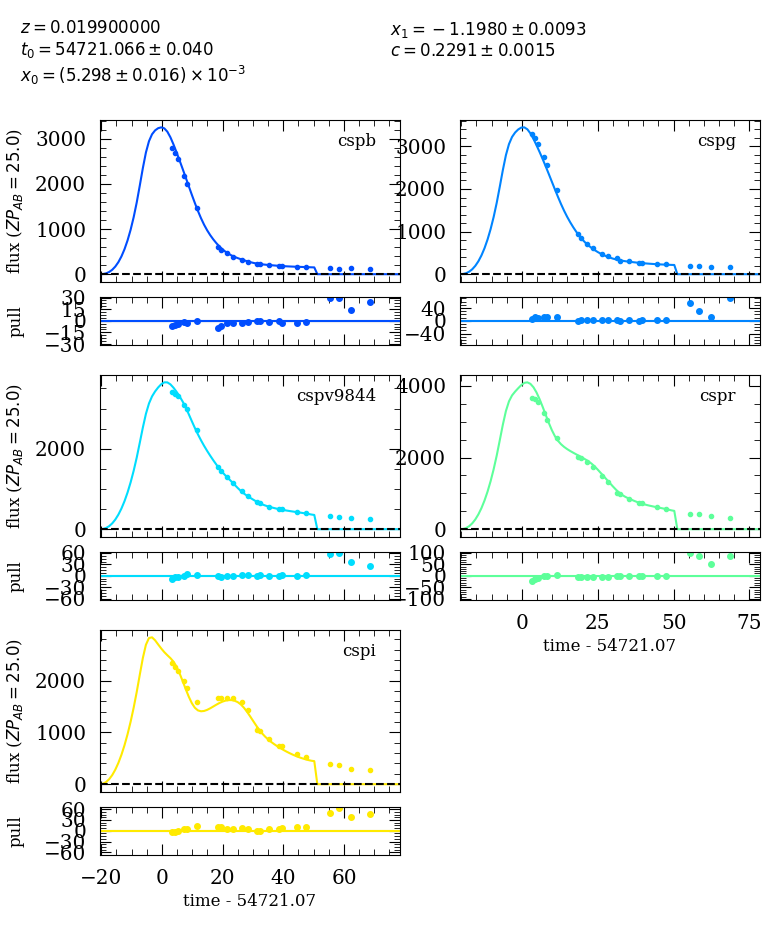 z = 0.019900000
t₀ = 54721.066 ± 0.040
x₀ = (5.298 ± 0.016) × 10⁻³
x₁ = −1.1980 ± 0.0093
c = 0.2291 ± 0.0015
flux (ZP_AB = 25.0)
3000
2000
1000
0
cspb
3000
2000
1000
0
cspg
pull
30
15
0
−15
−30
40
0
−40
flux (ZP_AB = 25.0)
2000
0
cspv9844
4000
2000
0
cspr
pull
60
30
0
−30
−60
100
50
0
−50
−100
0 25 50 75
time - 54721.07
flux (ZP_AB = 25.0)
2000
1000
0
cspi
pull
60
30
0
−30
−60
−20 0 20 40 60
time - 54721.07